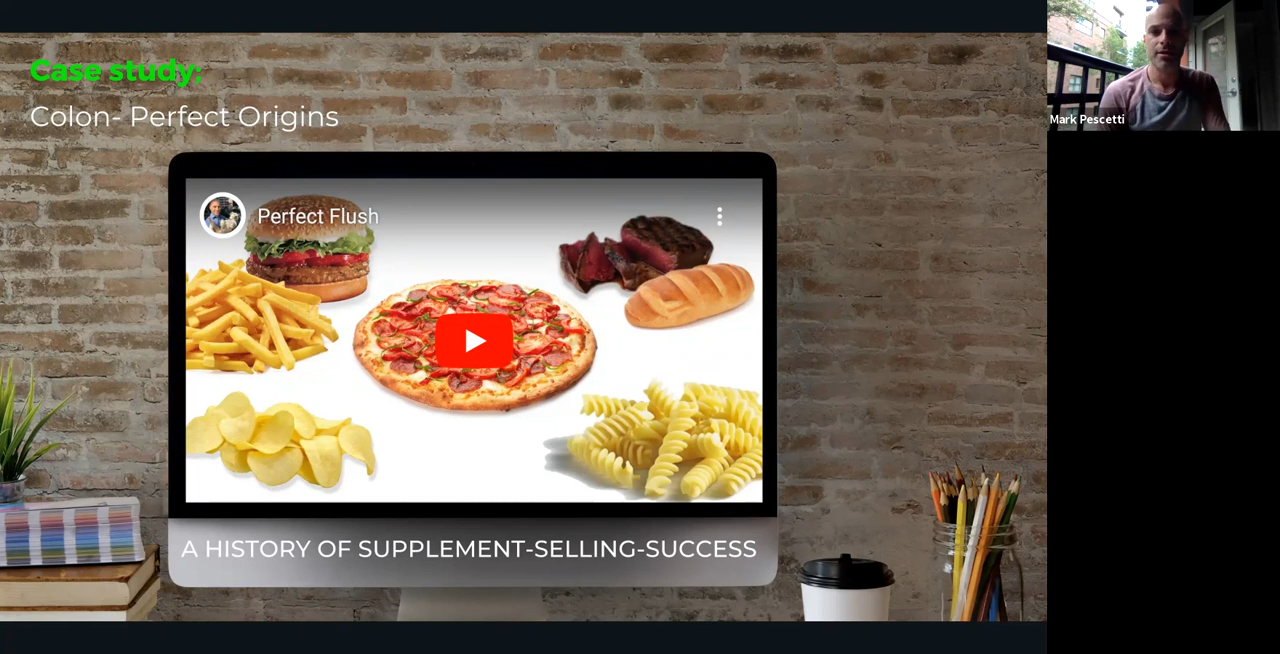 Case study;
Colon- Perfect Origins
Perfect Flush
A HISTORY OF SUPPLEMENT-SELLING-SUCCESS
Mark Pescetti